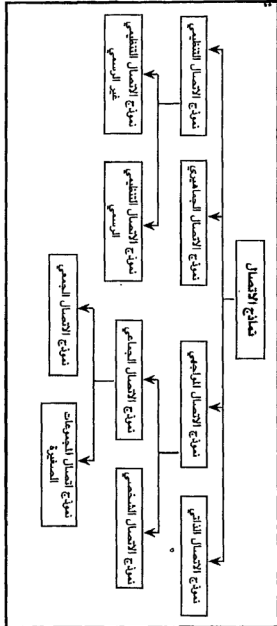 نماذج الاتصال
نموذج الاتصال الذاتي
نموذج الاتصال المواجهي
نموذج الاتصال الجماهيري
نموذج الاتصال التنظيمي
نموذج الاتصال الشخصي
نموذج الاتصال الجماعي
نموذج الاتصال التنظيمي
الرسمي
نموذج الاتصال التنظيمي
غير الرسمي
نموذج اتصال المجموعات
الصغيرة
نموذج الاتصال الجمعي